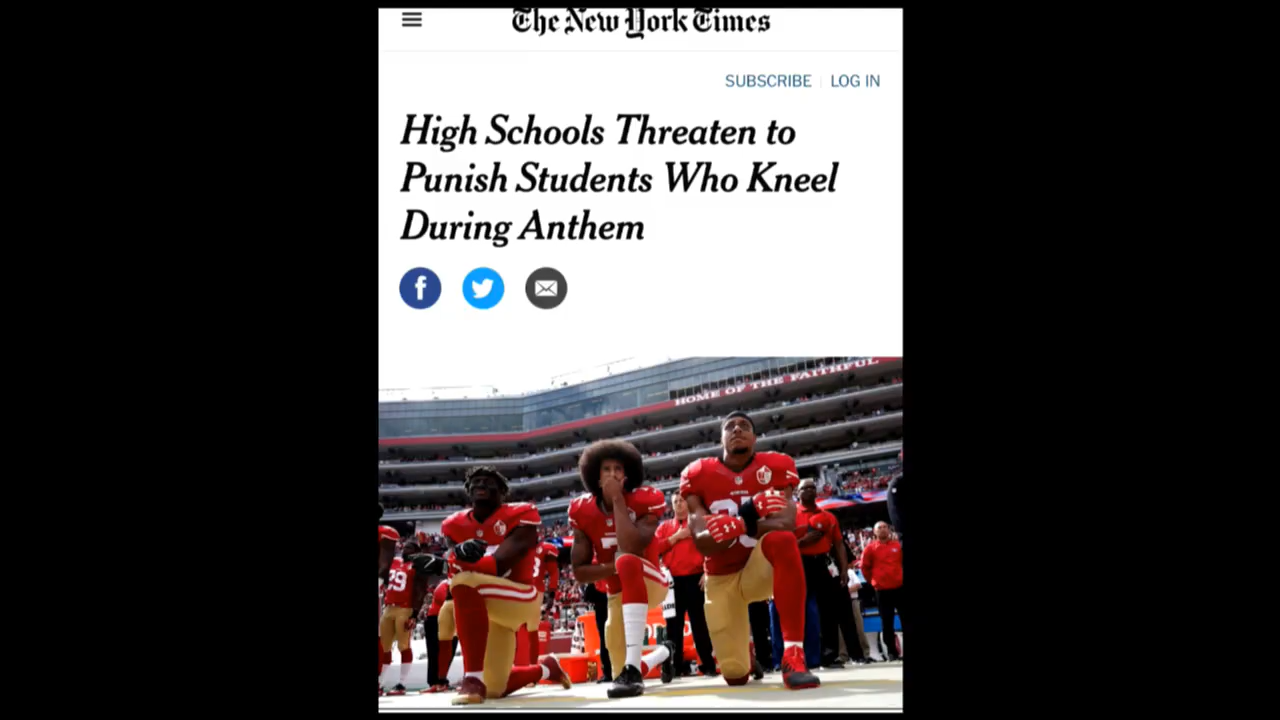 The New York Times
SUBSCRIBE | LOG IN
High Schools Threaten to
Punish Students Who Kneel
During Anthem
HOME OF THE FAITHFUL
29